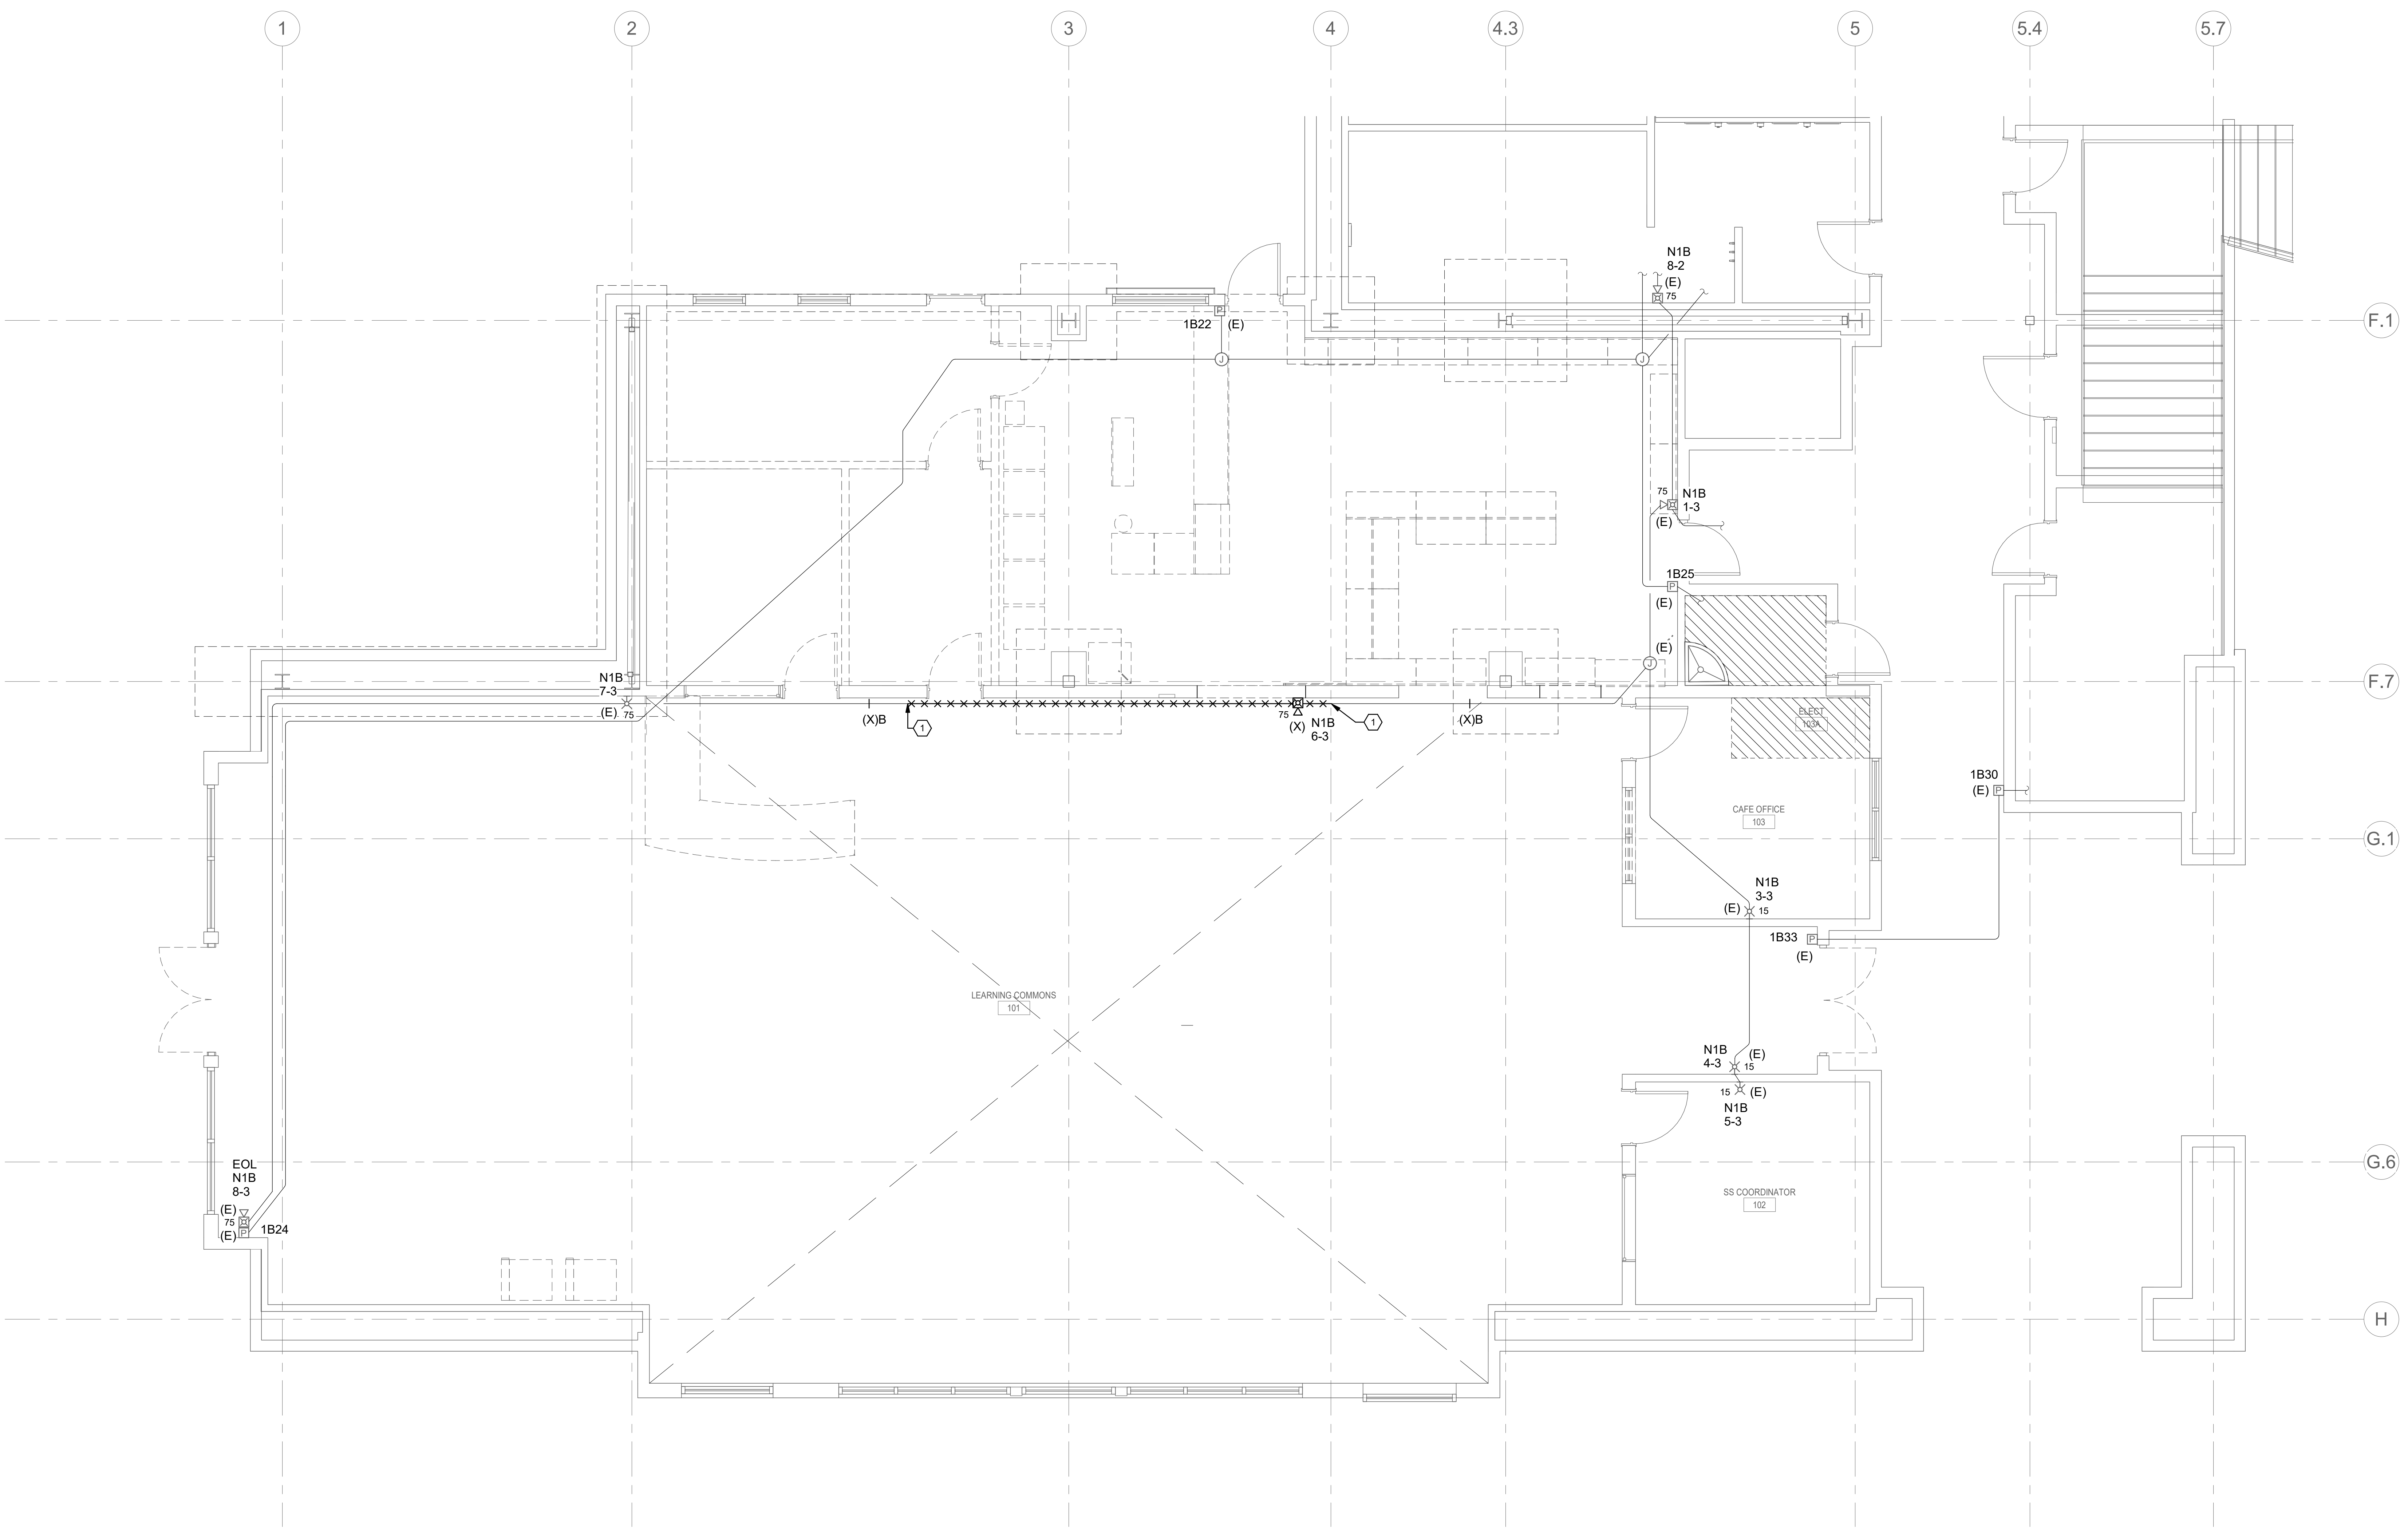 1
2
3
4
4.3
5
5.4
5.7
N1B
8-2
(E)
75
F.1
1B22
(E)
J
J
75
N1B
1-3
(E)
1B25
P
(E)
(E)
J
N1B
7-3
(E)
75
F.7
(X)B
1
75
(X)
N1B
6-3
1
(X)B
ELECT
103A
1B30
(E)
P
CAFE OFFICE
103
G.1
N1B
3-3
(E)
15
1B33
P
(E)
LEARNING COMMONS
101
N1B
4-3
(E)
15
15
(E)
N1B
5-3
EOL
N1B
8-3
G.6
SS COORDINATOR
102
(E)
75
(E)
P
1B24
H